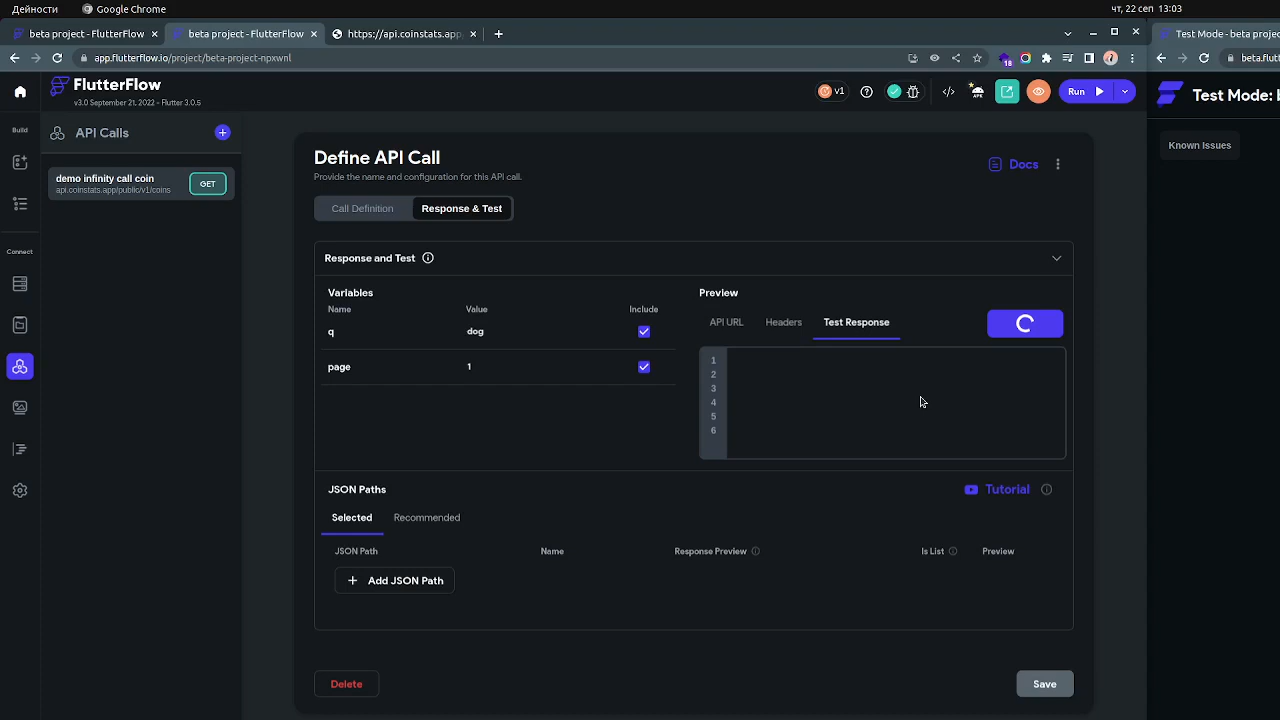 Дейности
Google Chrome
чт, 22 сеп 13:03
beta project - FlutterFlow
beta project - FlutterFlow
https://api.coinstats.app,
Test Mode - beta projec
app.flutterflow.io/project/beta-project-npxwnl
18
beta.flutt
FlutterFlow
v3.0 September 21. 2022 - Flutter 3.0.5
v1
APK
Run
Test Mode: b
Build
API Calls
Known Issues
demo infinity call coin
api.coinstats.app/public/v1/coins
GET
Connect
Define API Call
Provide the name and configuration for this API call.
Docs
Call Definition
Response & Test
Response and Test
Variables
Name
Value
Include
q
dog
page
1
Preview
API URL
Headers
Test Response
1
2
3
4
5
6
JSON Paths
Tutorial
Selected
Recommended
JSON Path
Name
Response Preview
Is List
Preview
+ Add JSON Path
Delete
Save